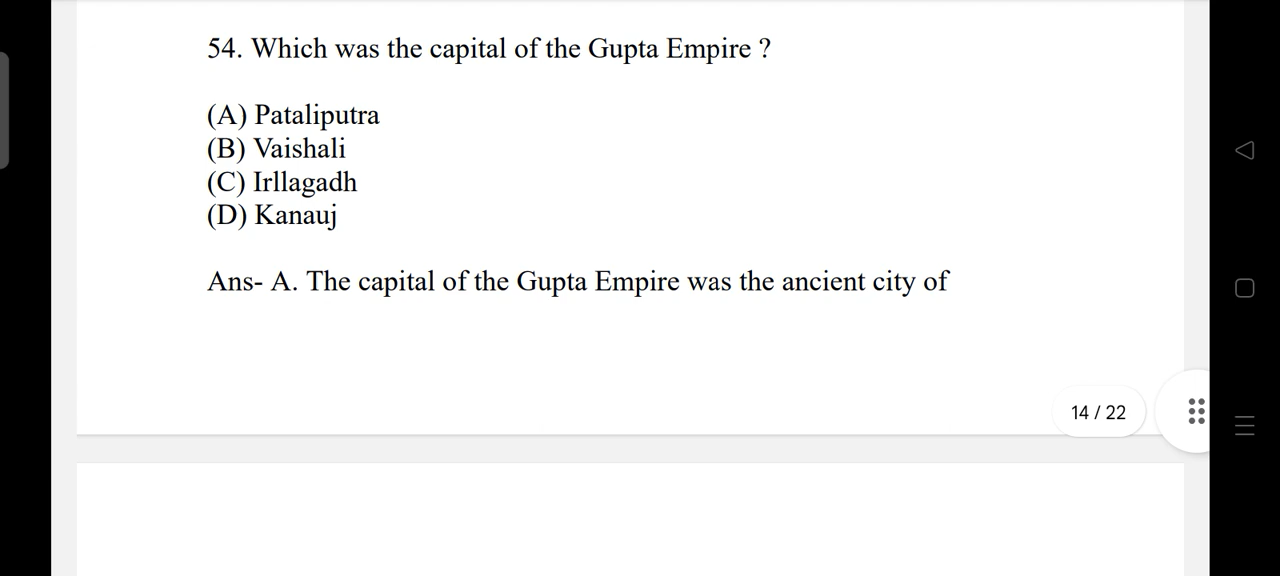 54. Which was the capital of the Gupta Empire ?
(A) Pataliputra
(B) Vaishali
(C) Irllagadh
(D) Kanauj
Ans- A. The capital of the Gupta Empire was the ancient city of
14 / 22